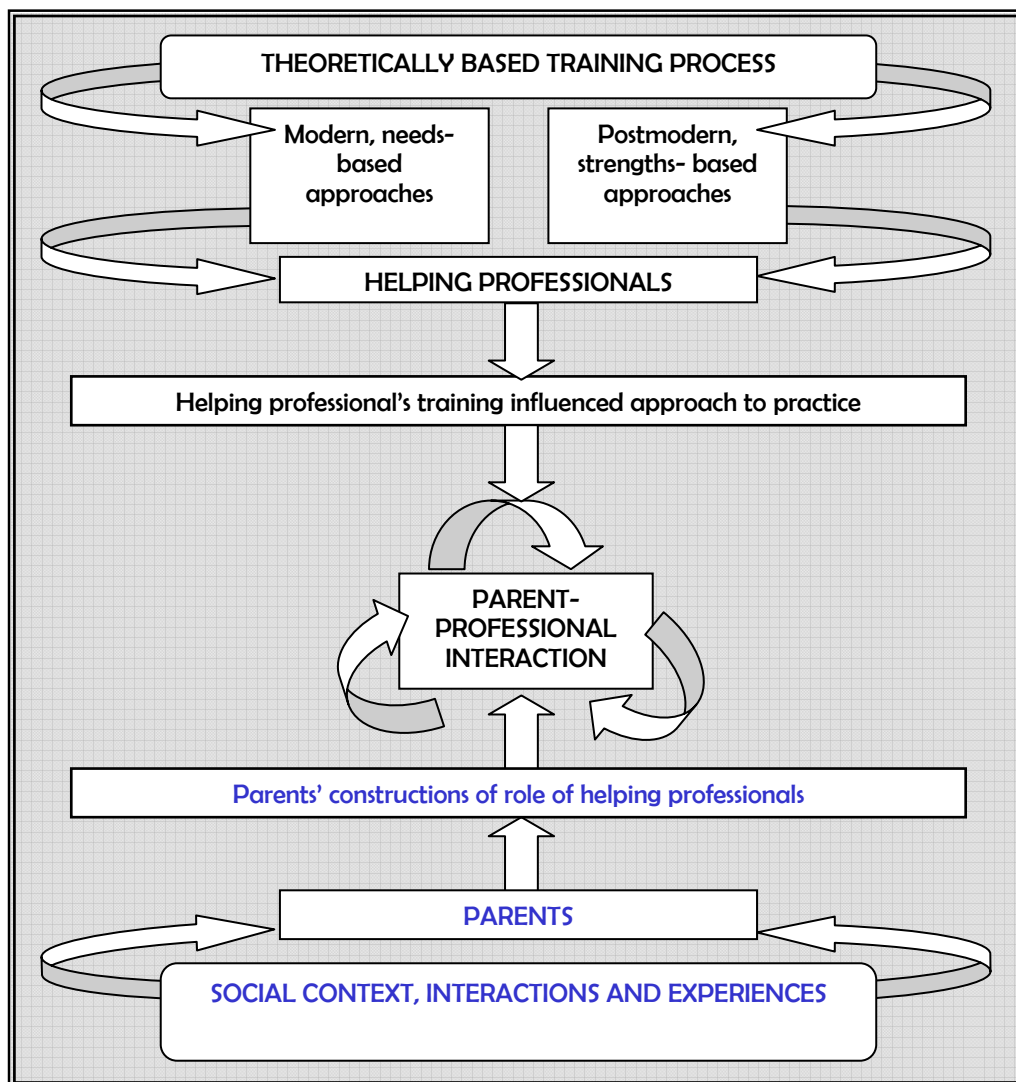 THEORETICALLY BASED TRAINING PROCESS
Modern, needs-
based
approaches
Postmodern,
strengths- based
approaches
HELPING PROFESSIONALS
Helping professional's training influenced approach to practice
PARENT-
PROFESSIONAL
INTERACTION
Parents' constructions of role of helping professionals
PARENTS
SOCIAL CONTEXT, INTERACTIONS AND EXPERIENCES